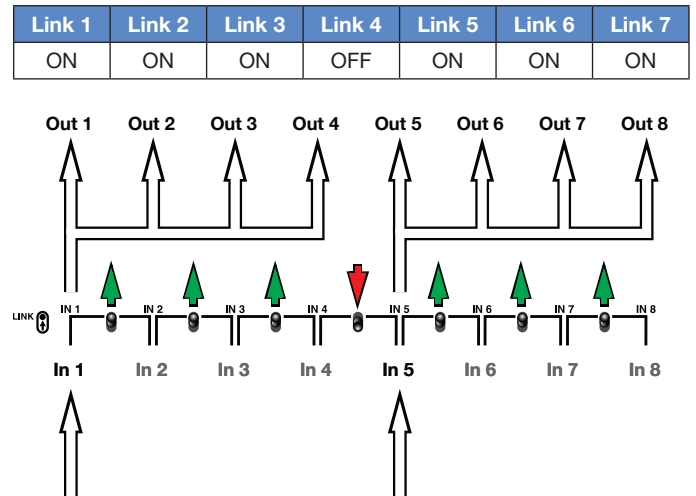 Link 1 Link 2 Link 3 Link 4 Link 5 Link 6 Link 7
ON ON ON OFF ON ON ON
Out 1 Out 2 Out 3 Out 4 Out 5 Out 6 Out 7 Out 8
LINK IN 1 IN 2 IN 3 IN 4 IN 5 IN 6 IN 7 IN 8
In 1 In 2 In 3 In 4 In 5 In 6 In 7 In 8